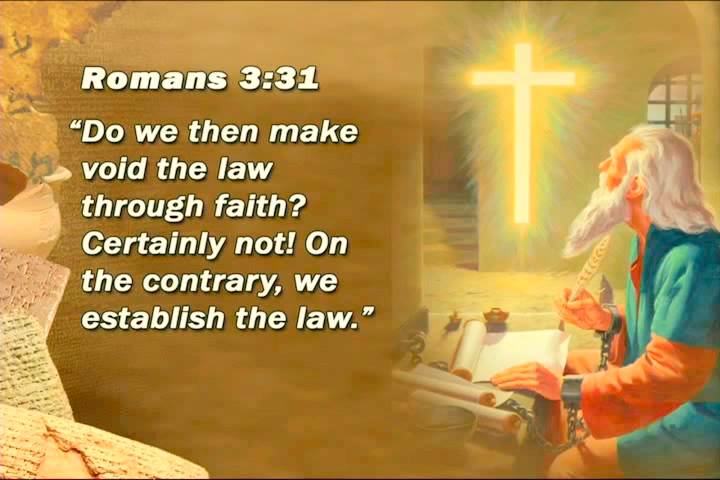 Romans 3:31
“Do we then make
void the law
through faith?
Certainly not! On
the contrary, we
establish the law.”